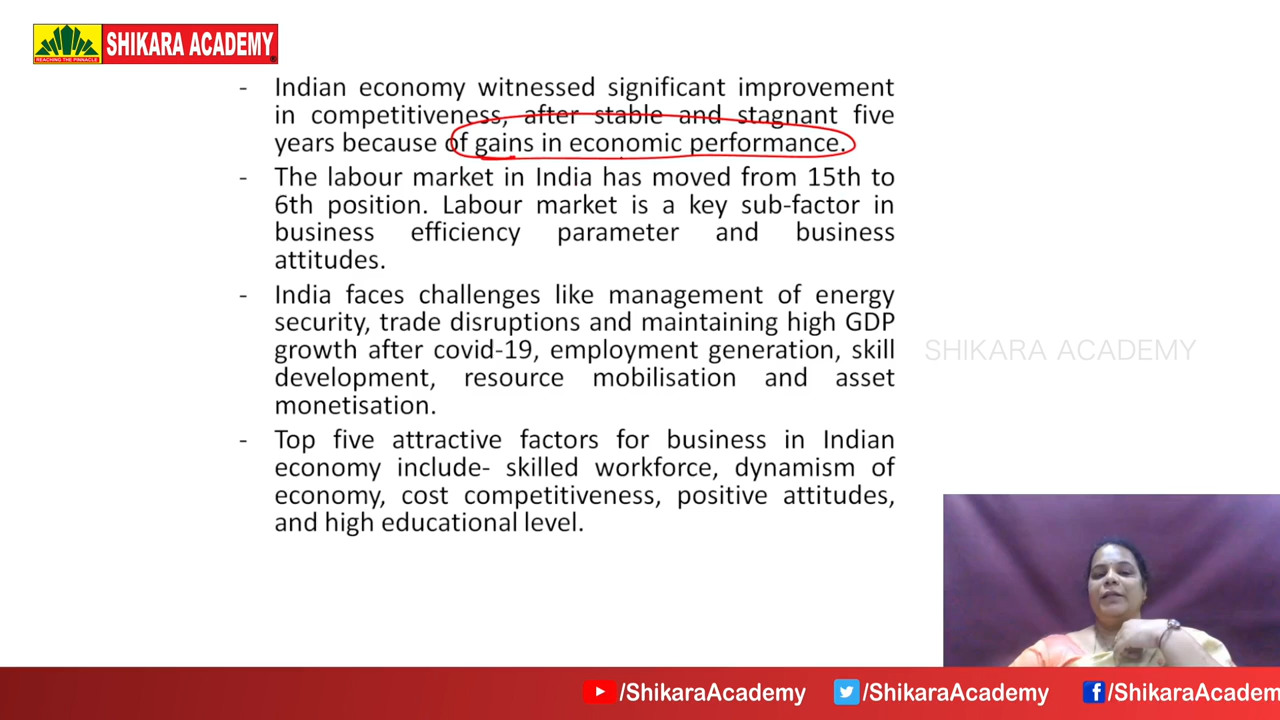 SHIKARA ACADEMY
REACHING THE PINNACLE
- Indian economy witnessed significant improvement
in competitiveness, after stable and stagnant five
years because of gains in economic performance.
- The labour market in India has moved from 15th to
6th position. Labour market is a key sub-factor in
business efficiency parameter and business
attitudes.
- India faces challenges like management of energy
security, trade disruptions and maintaining high GDP
growth after covid-19, employment generation, skill
development, resource mobilisation and asset
monetisation.
- Top five attractive factors for business in Indian
economy include- skilled workforce, dynamism of
economy, cost competitiveness, positive attitudes,
and high educational level.
SHIKARA ACADEMY
/ShikaraAcademy
/ShikaraAcademy
/ShikaraAcadem